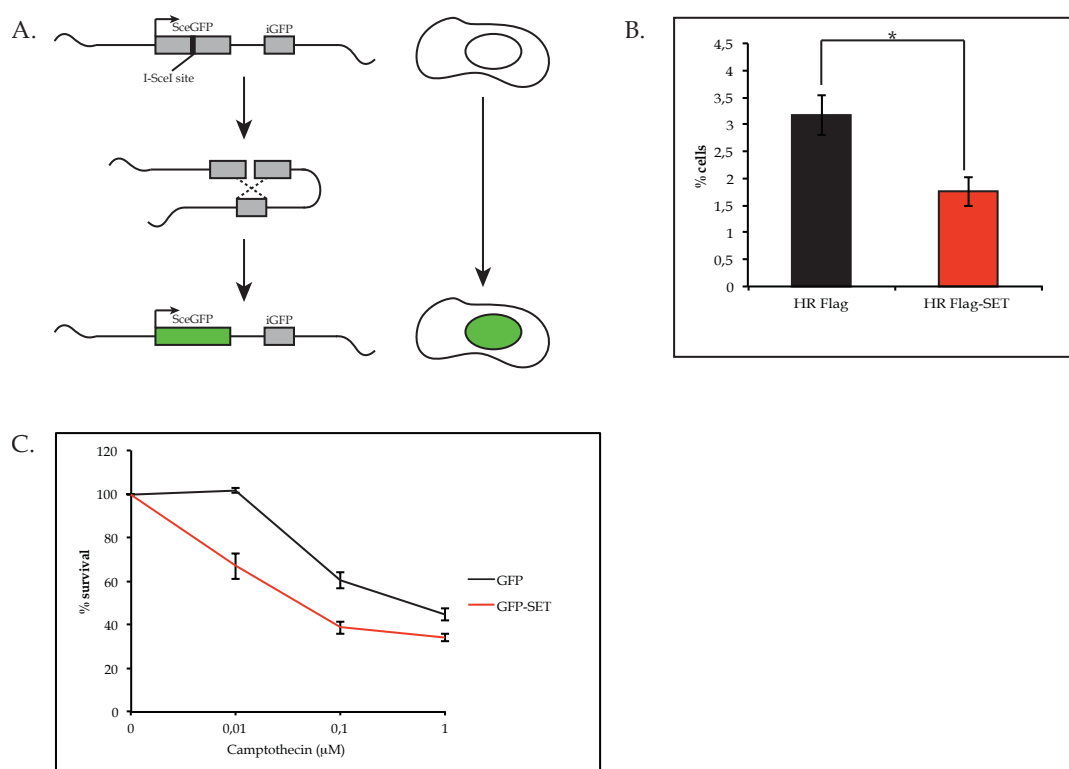 A.
SceGFP
iGFP
I-SceI site
SceGFP
iGFP
B.
*
4,5
4
3,5
3
2,5
2
1,5
1
0,5
0
% cells
HR Flag
HR Flag-SET
C.
120
100
80
60
40
20
0
% survival
0
0,01
0,1
1
Camptothecin (µM)
GFP
GFP-SET